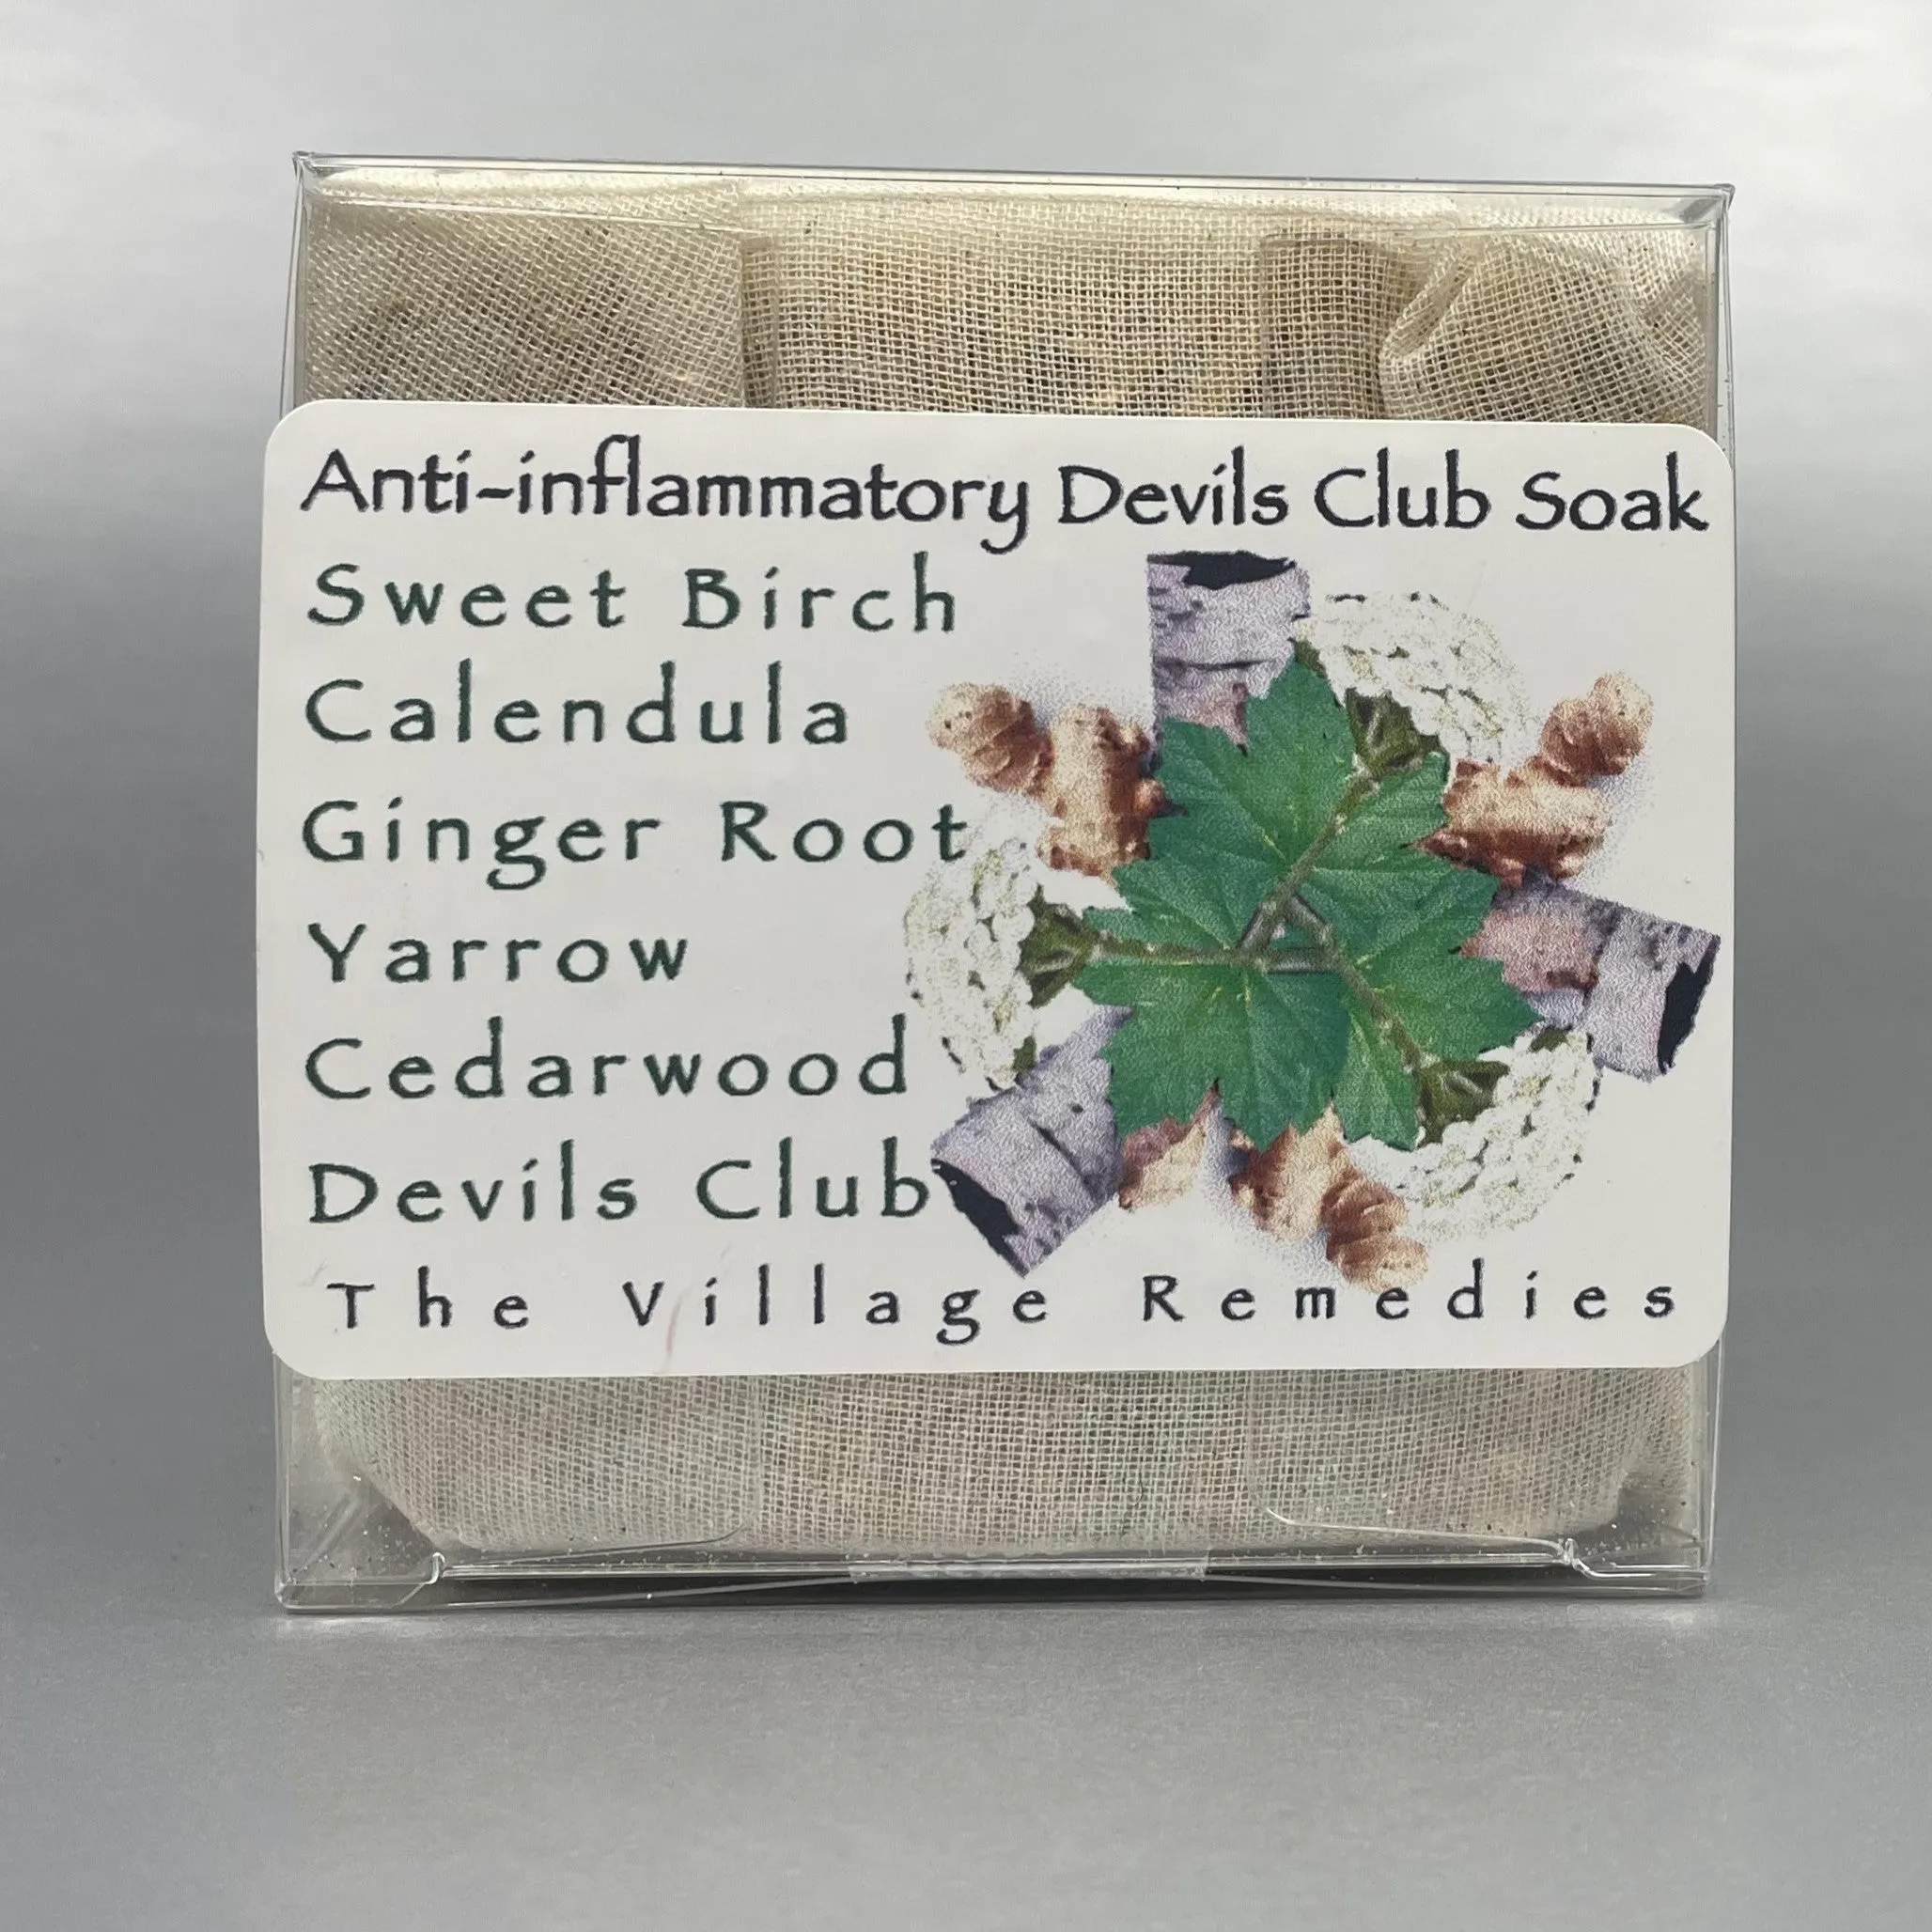 Anti-inflammatory Devils Club Soak
Sweet Birch
Calendula
Ginger Root
Yarrow
Cedarwood
Devils Club
The Village Remedies